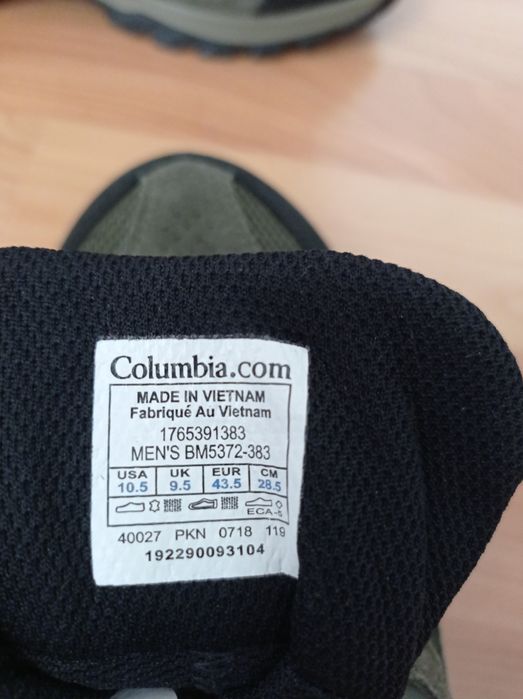 Columbia.com
MADE IN VIETNAM
Fabriqué Au Vietnam
1765391383
MEN'S BM5372-383
USA UK EUR CM
10.5 9.5 43.5 28.5
40027 PKN 0718 119
192290093104